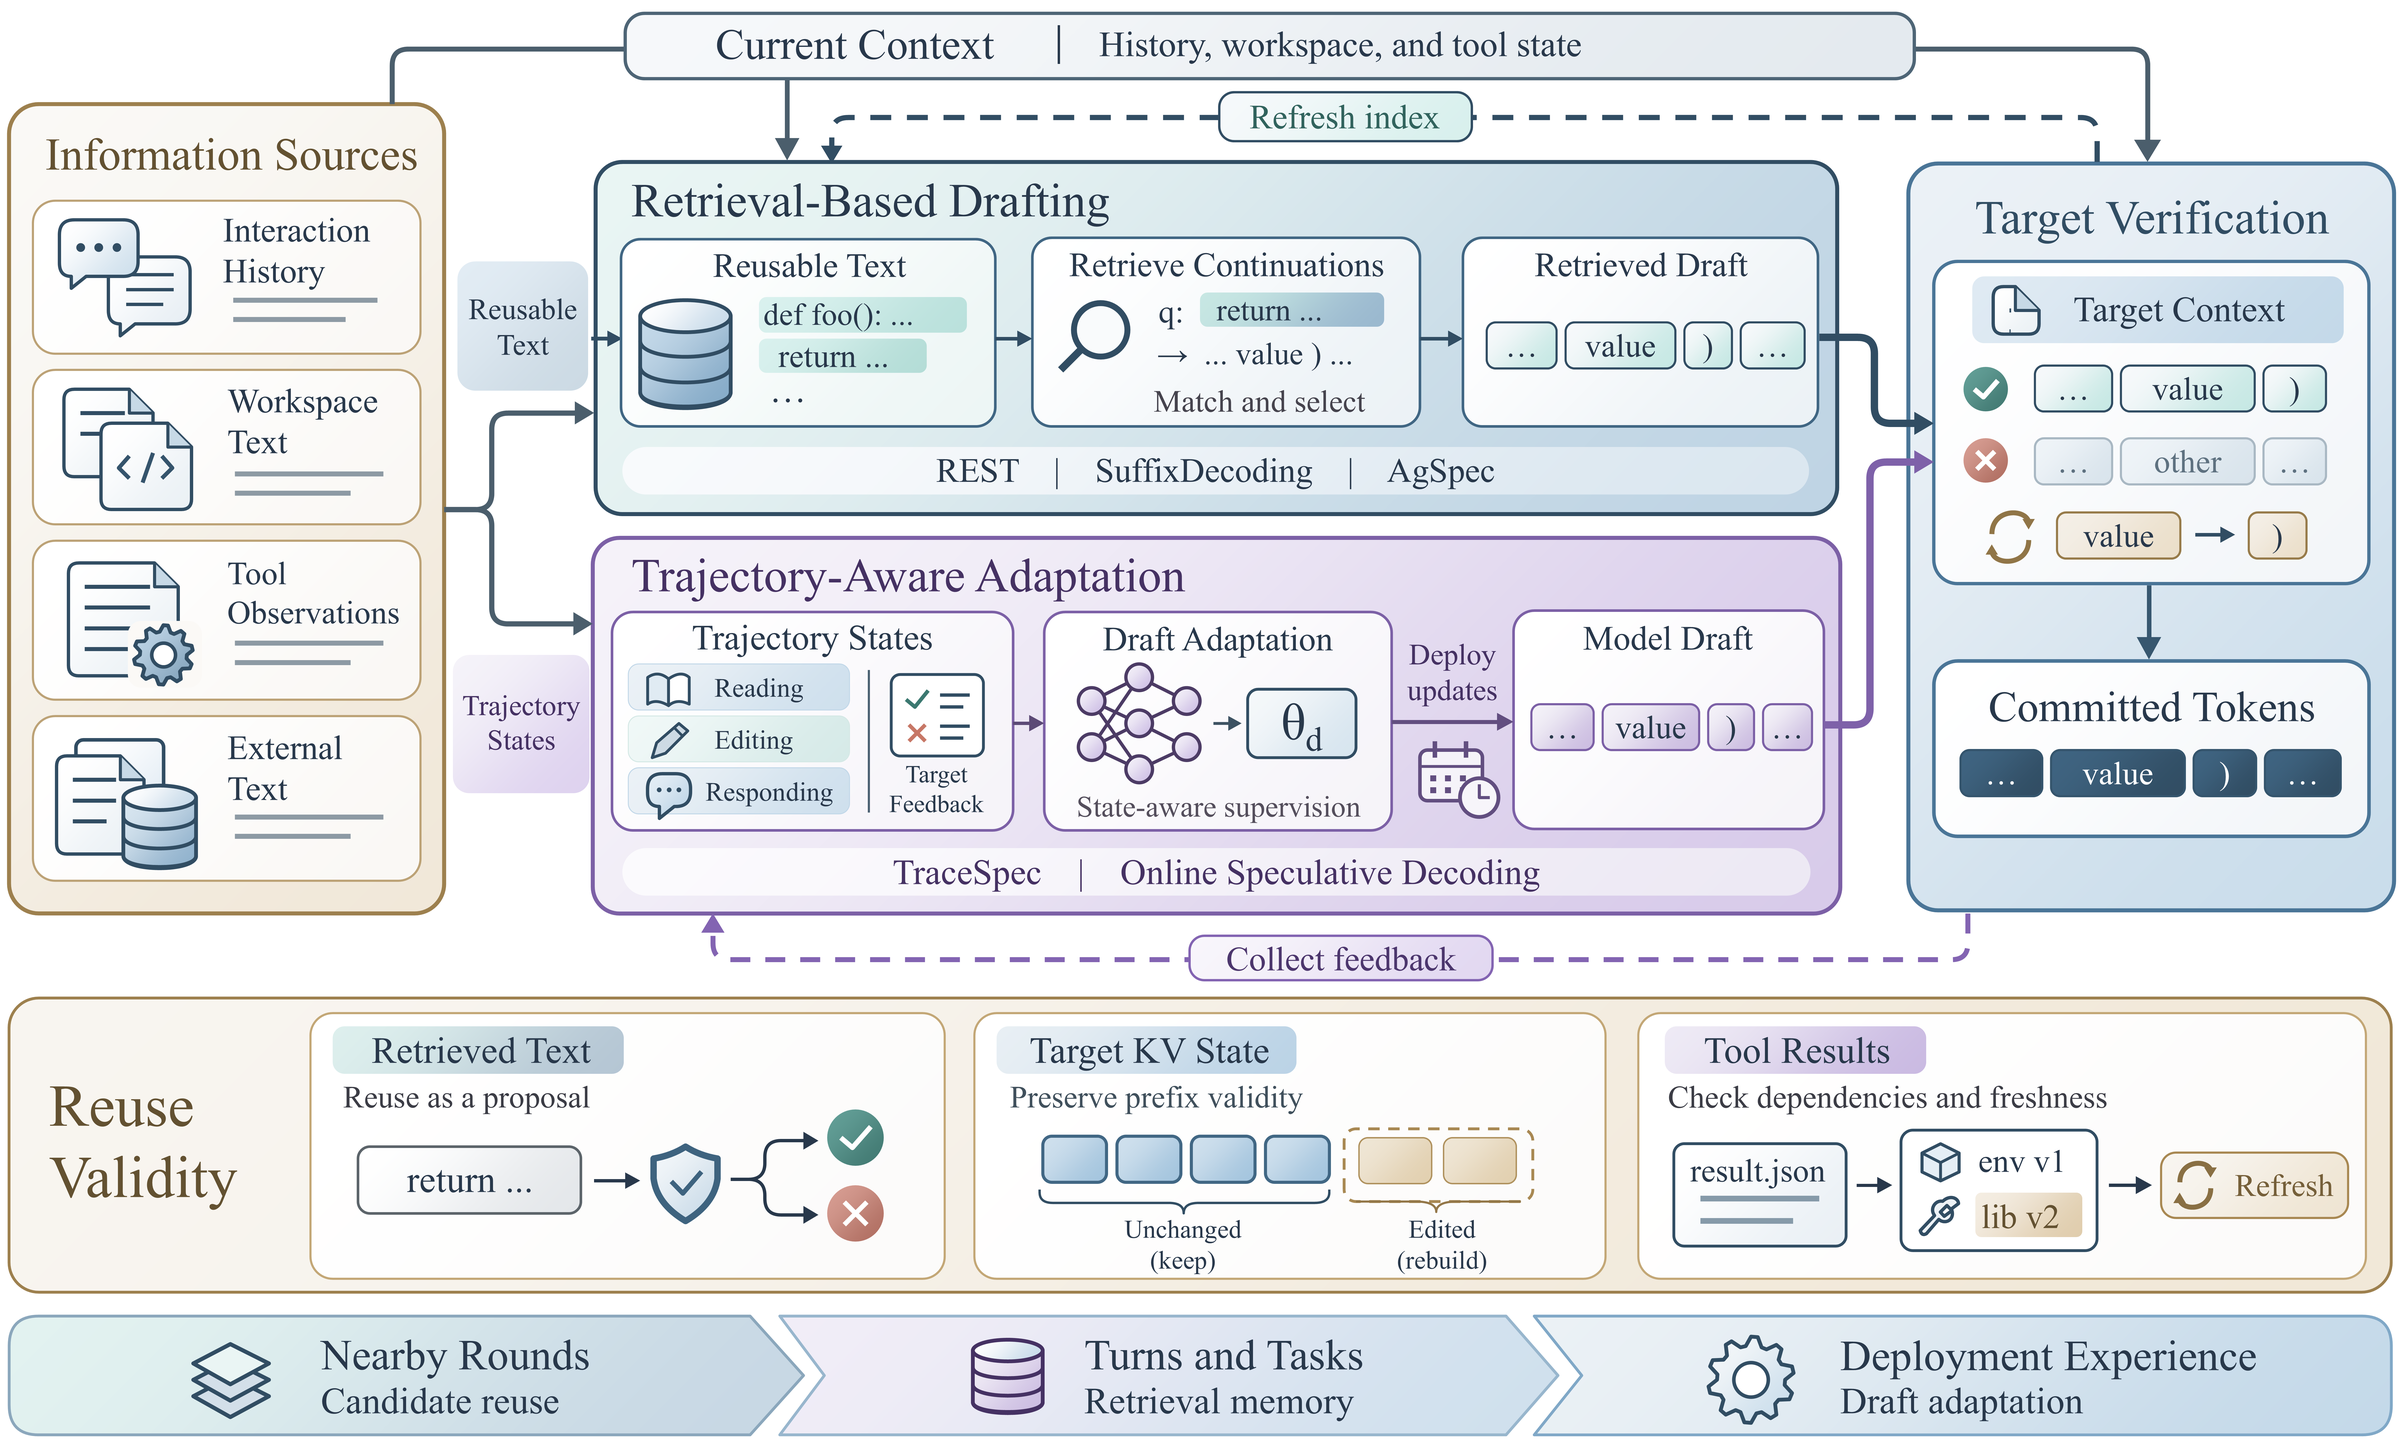 Current Context | History, workspace, and tool state
Refresh index
Information Sources
Interaction
History
Workspace
Text
</>
Tool
Observations
External
Text
Reusable
Text
Trajectory
States
Retrieval-Based Drafting
Reusable Text
def foo(): ...
return ...
...
Retrieve Continuations
q: return ...
→ ... value ) ...
Match and select
Retrieved Draft
... value ) ...
REST | SuffixDecoding | AgSpec
Trajectory-Aware Adaptation
Trajectory States
Reading
Editing
Responding
Target
Feedback
Draft Adaptation
θd
State-aware supervision
Deploy
updates
Model Draft
... value ) ...
TraceSpec | Online Speculative Decoding
Collect feedback
Target Verification
Target Context
... value )
... other ...
value → )
Committed Tokens
... value ) ...
Reuse
Validity
Retrieved Text
Reuse as a proposal
return ...
Target KV State
Preserve prefix validity
Unchanged
(keep)
Edited
(rebuild)
Tool Results
Check dependencies and freshness
result.json
env v1
lib v2
Refresh
Nearby Rounds
Candidate reuse
Turns and Tasks
Retrieval memory
Deployment Experience
Draft adaptation